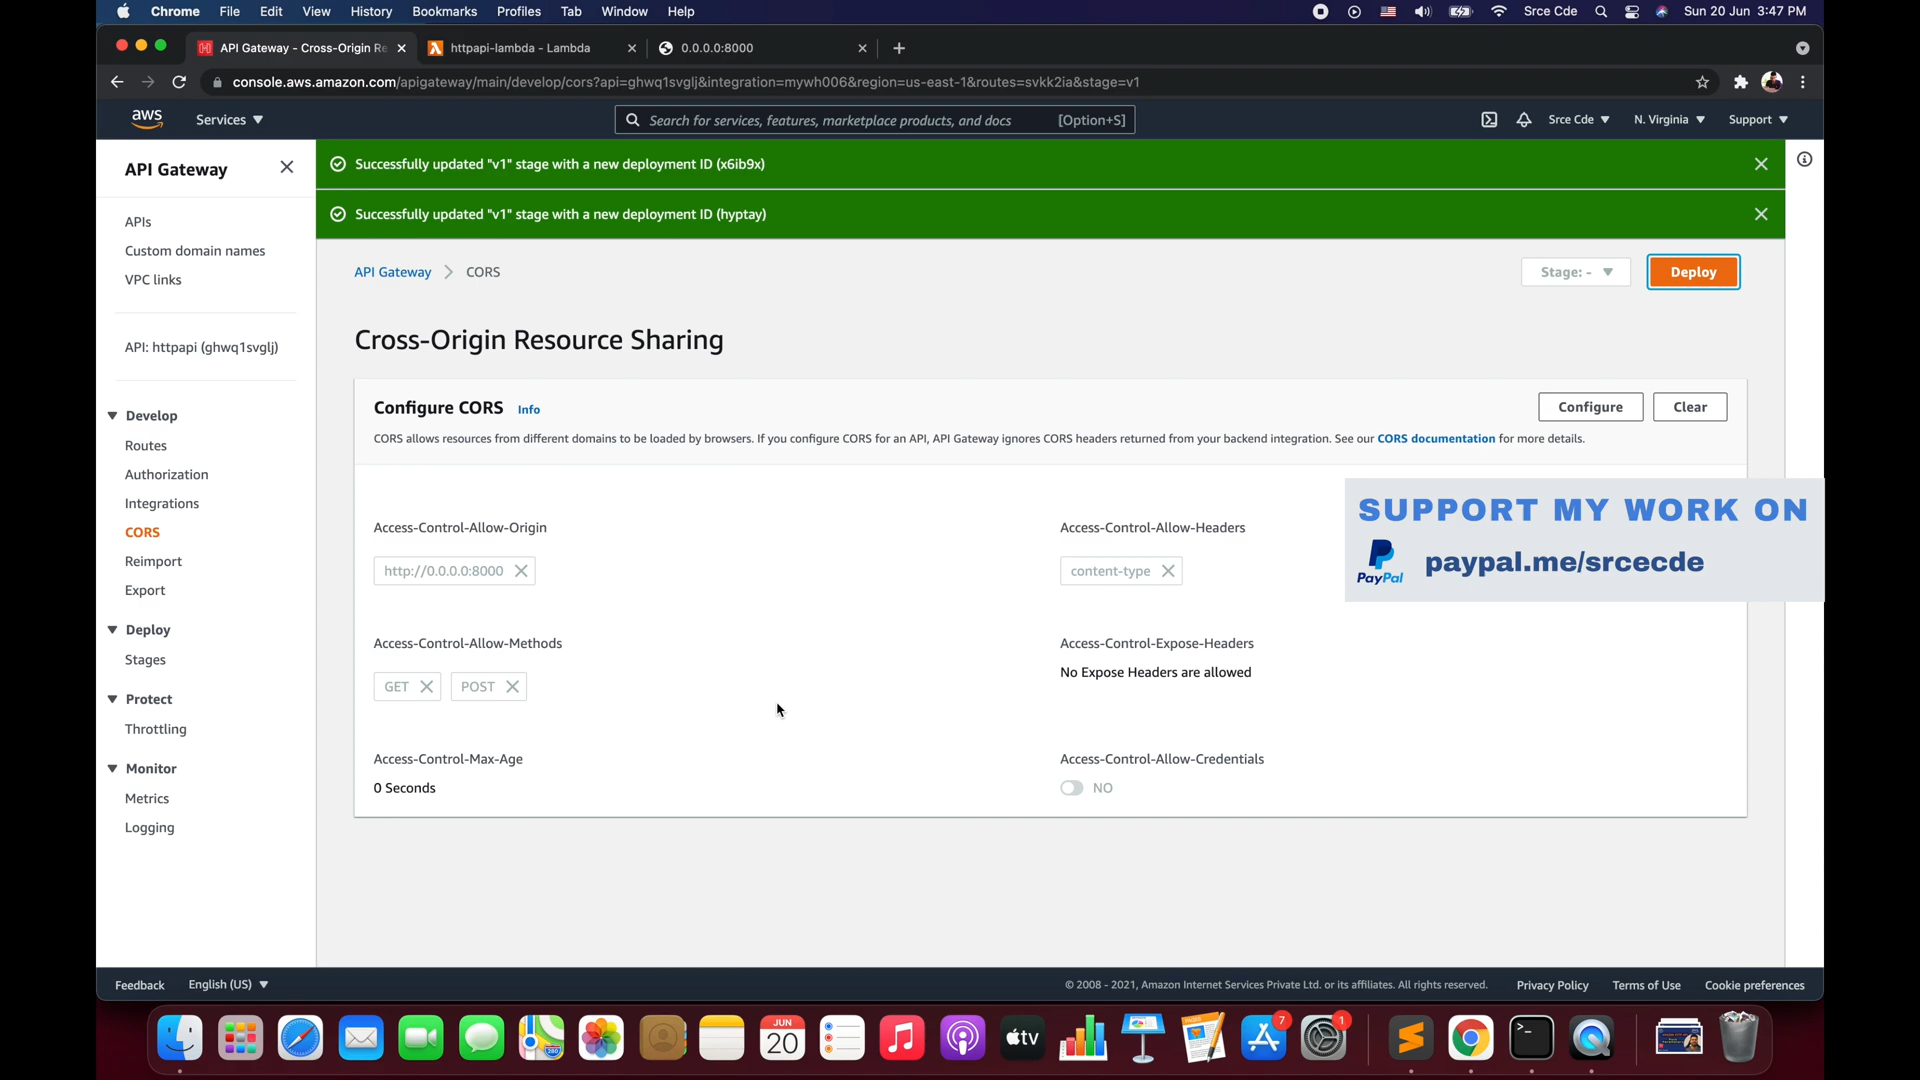 Chrome File Edit View History Bookmarks Profiles Tab Window Help Srce Cde Sun 20 Jun 3:47 PM
API Gateway - Cross-Origin Re httpapi-lambda - Lambda 0.0.0.0:8000
console.aws.amazon.com/apigateway/main/develop/cors?api=ghwq1svglj&integration=mywh006&region=us-east-1&routes=svkk2ia&stage=v1
aws Services Search for services, features, marketplace products, and docs [Option+S] Srce Cde N. Virginia Support
API Gateway
APIs
Custom domain names
VPC links
API: httpapi (ghwq1svglj)
Develop
Routes
Authorization
Integrations
CORS
Reimport
Export
Deploy
Stages
Protect
Throttling
Monitor
Metrics
Logging
Successfully updated "v1" stage with a new deployment ID (x6ib9x)
Successfully updated "v1" stage with a new deployment ID (hyptay)
API Gateway CORS Stage: - Deploy
Cross-Origin Resource Sharing
Configure CORS Info Configure Clear
CORS allows resources from different domains to be loaded by browsers. If you configure CORS for an API, API Gateway ignores CORS headers returned from your backend integration. See our CORS documentation for more details.
Access-Control-Allow-Origin
http://0.0.0.0:8000
Access-Control-Allow-Headers
content-type
Access-Control-Allow-Methods
GET POST
Access-Control-Expose-Headers
No Expose Headers are allowed
Access-Control-Max-Age
0 Seconds
Access-Control-Allow-Credentials
NO
SUPPORT MY WORK ON
PayPal paypal.me/srcecde
Feedback English (US) © 2008 - 2021, Amazon Internet Services Private Ltd. or its affiliates. All rights reserved. Privacy Policy Terms of Use Cookie preferences
JUN
20
tv
7
1